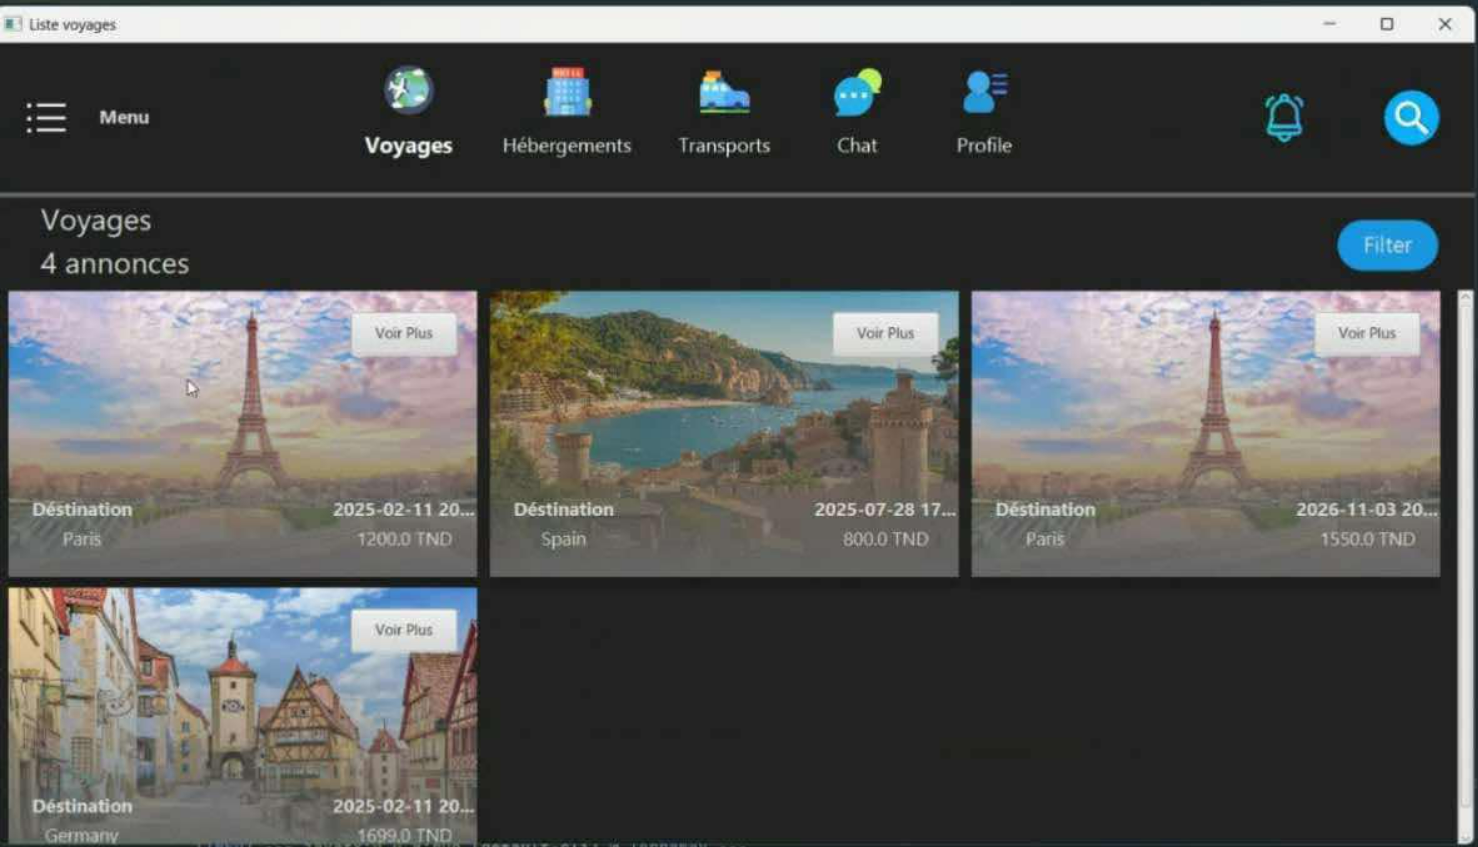 Liste voyages
Menu
Voyages
Hébergements
Transports
Chat
Profile
Voyages
4 annonces
Filter
Voir Plus
Déstination 2025-02-11 20...
Paris 1200.0 TND
Voir Plus
Déstination 2025-07-28 17...
Spain 800.0 TND
Voir Plus
Déstination 2026-11-03 20...
Paris 1550.0 TND
Voir Plus
Déstination 2025-02-11 20...
Germany 1699.0 TND